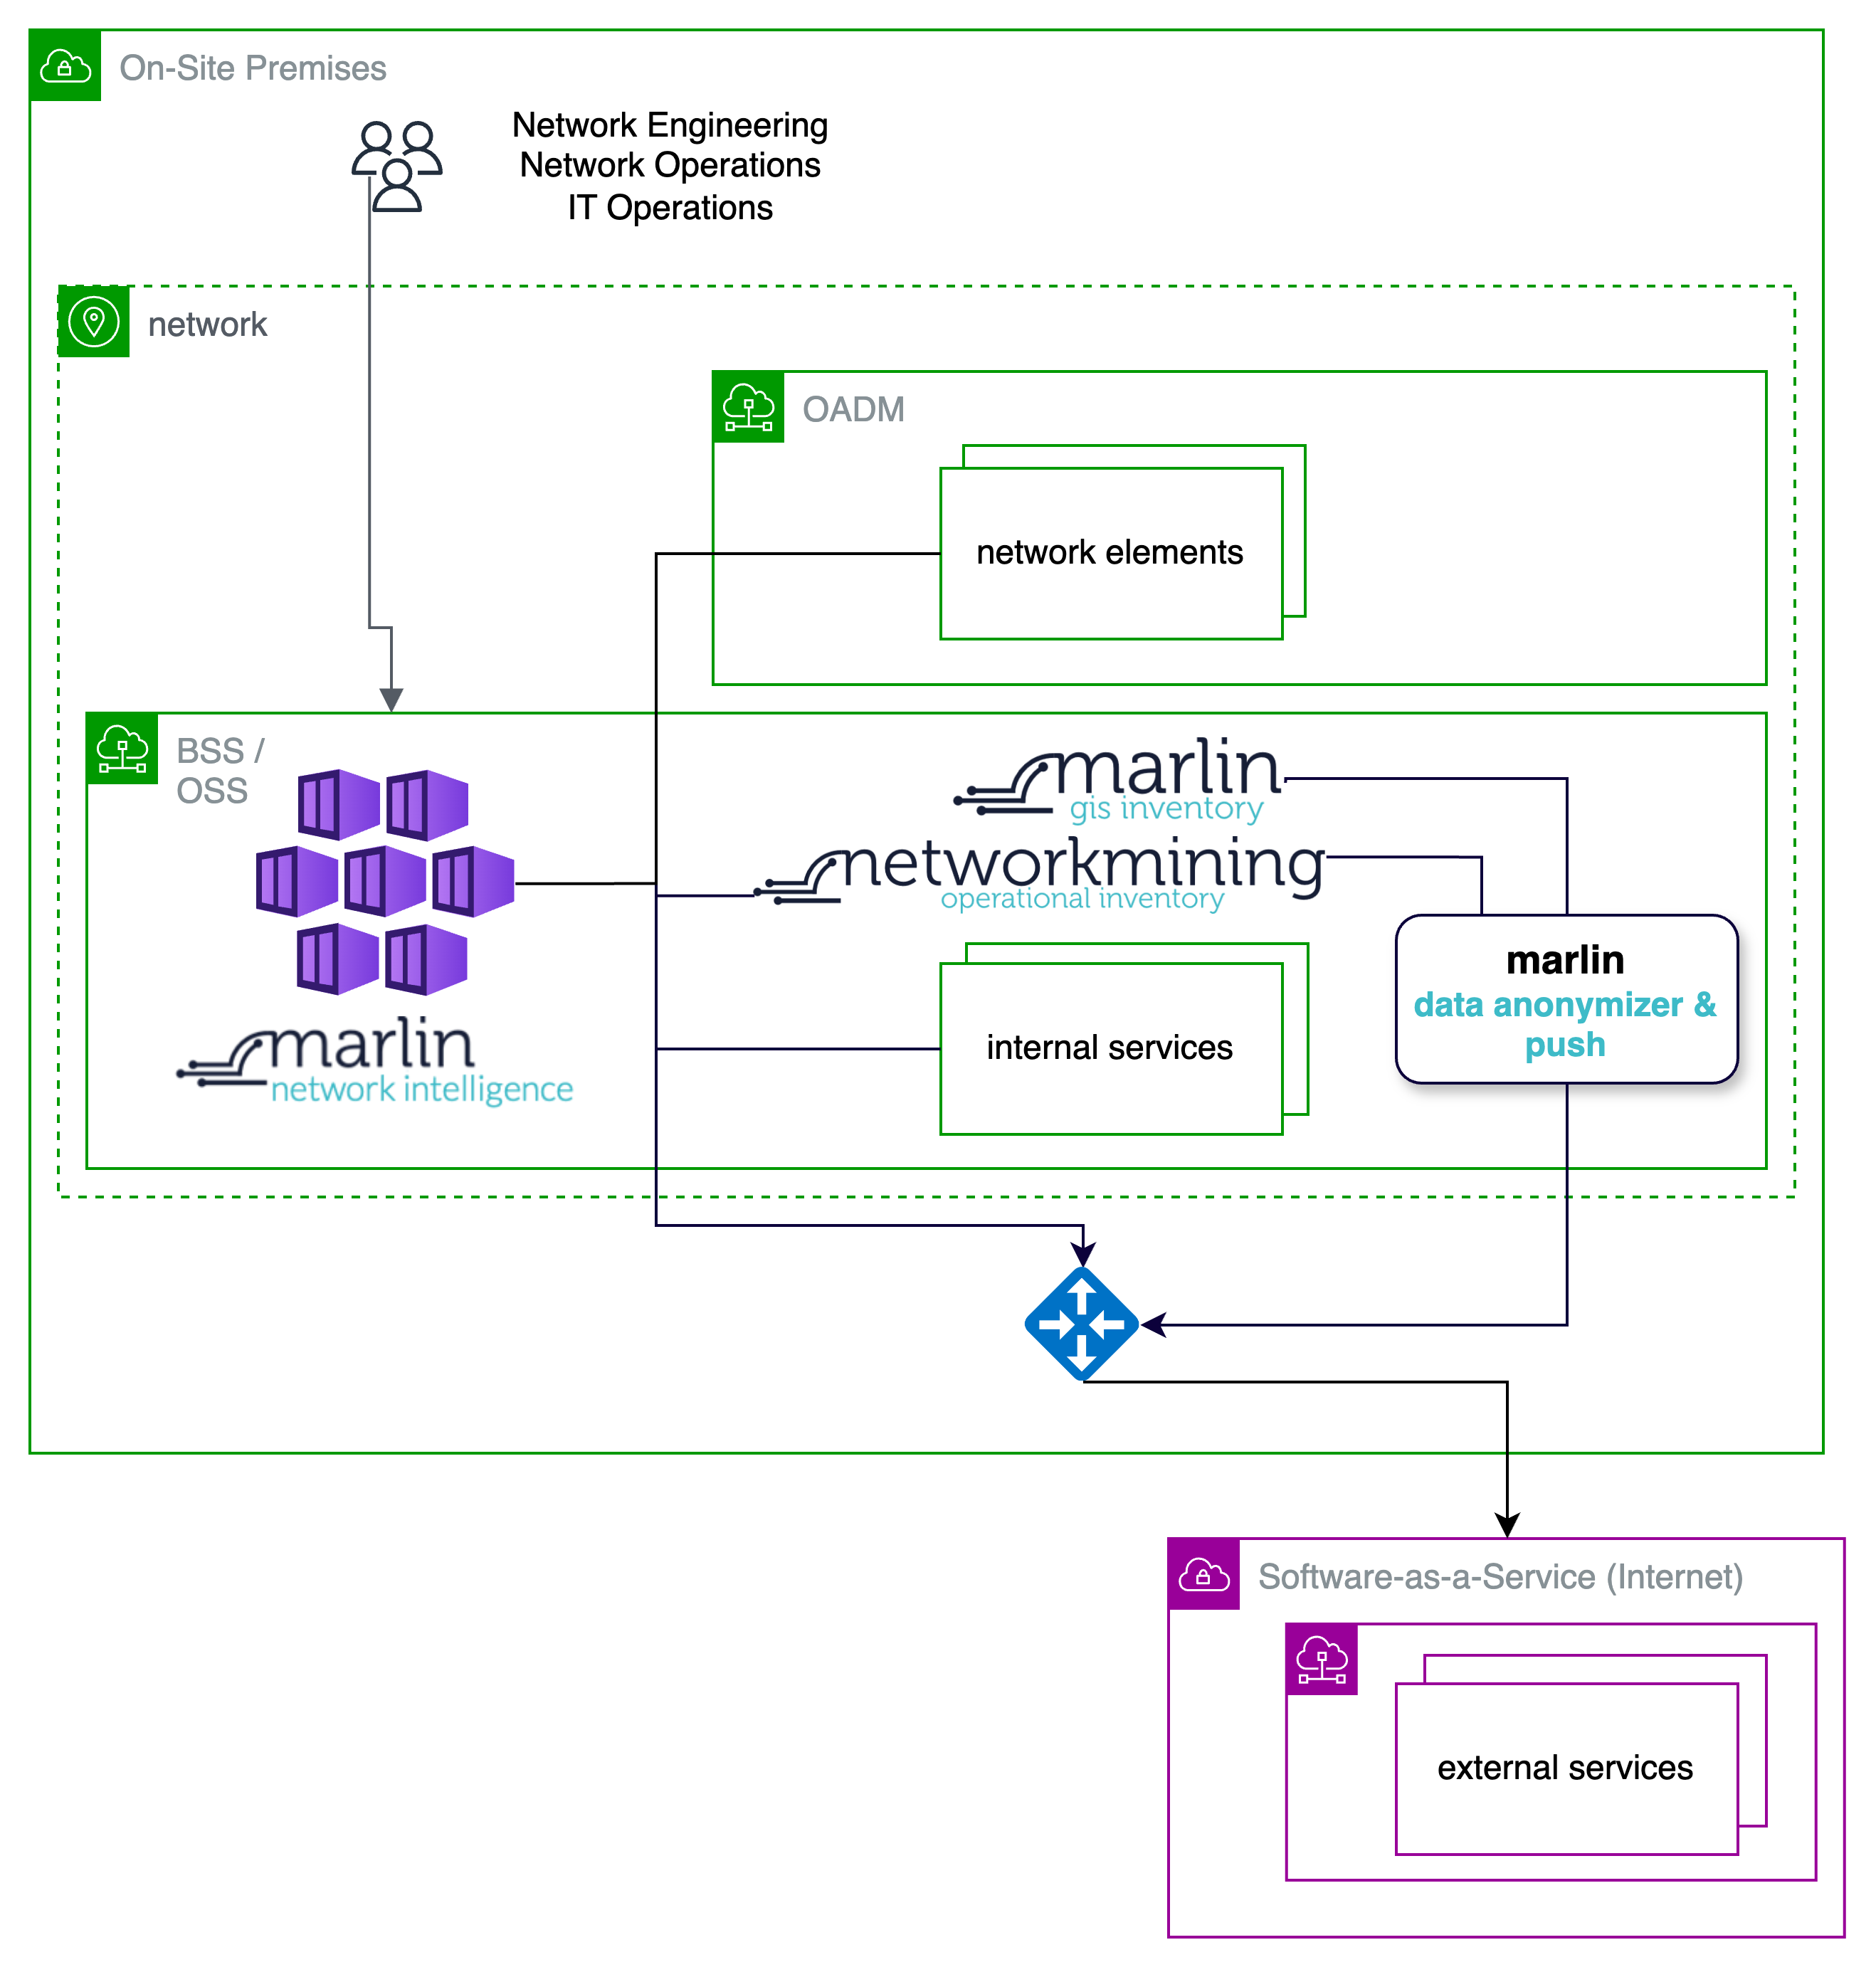 On-Site Premises
Network Engineering
Network Operations
IT Operations
network
OADM
network elements
BSS /
OSS
marlin
gis inventory
networkmining
operational inventory
marlin
data anonymizer &
push
marlin
network intelligence
internal services
Software-as-a-Service (Internet)
external services